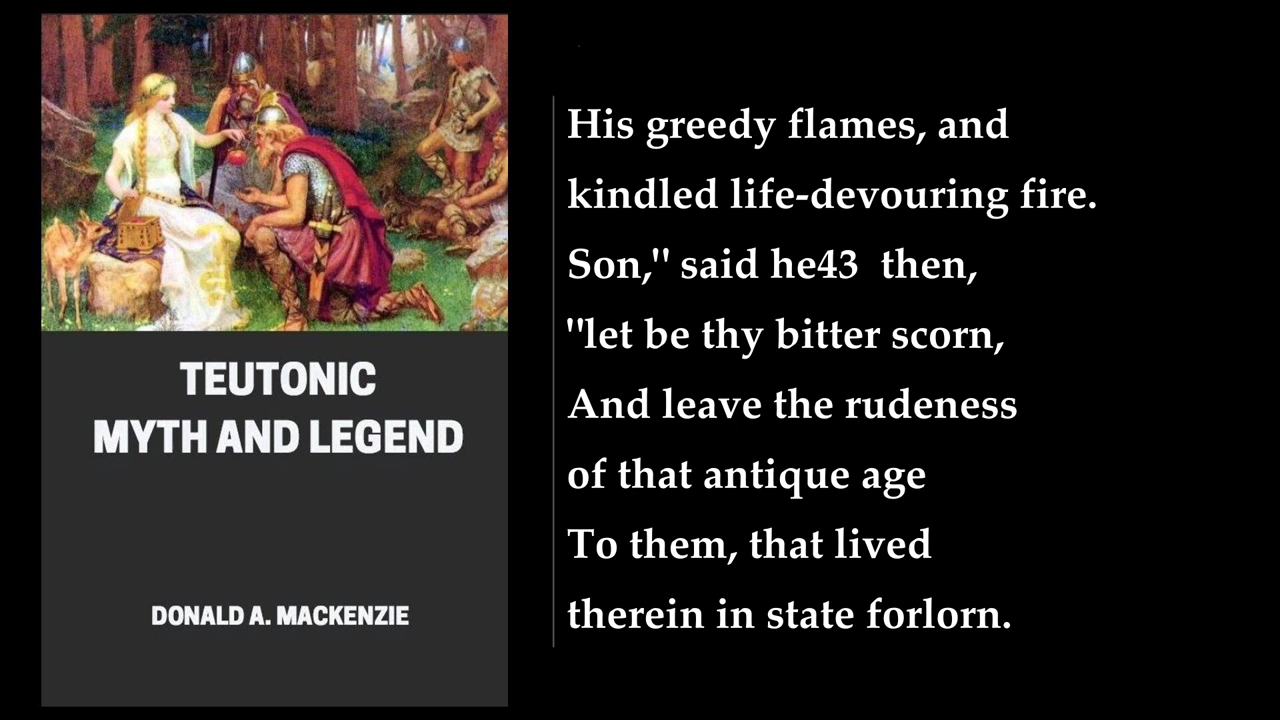 TEUTONIC
MYTH AND LEGEND
DONALD A. MACKENZIE
His greedy flames, and
kindled life-devouring fire.
Son," said he43  then,
"let be thy bitter scorn,
And leave the rudeness
of that antique age
To them, that lived
therein in state forlorn.